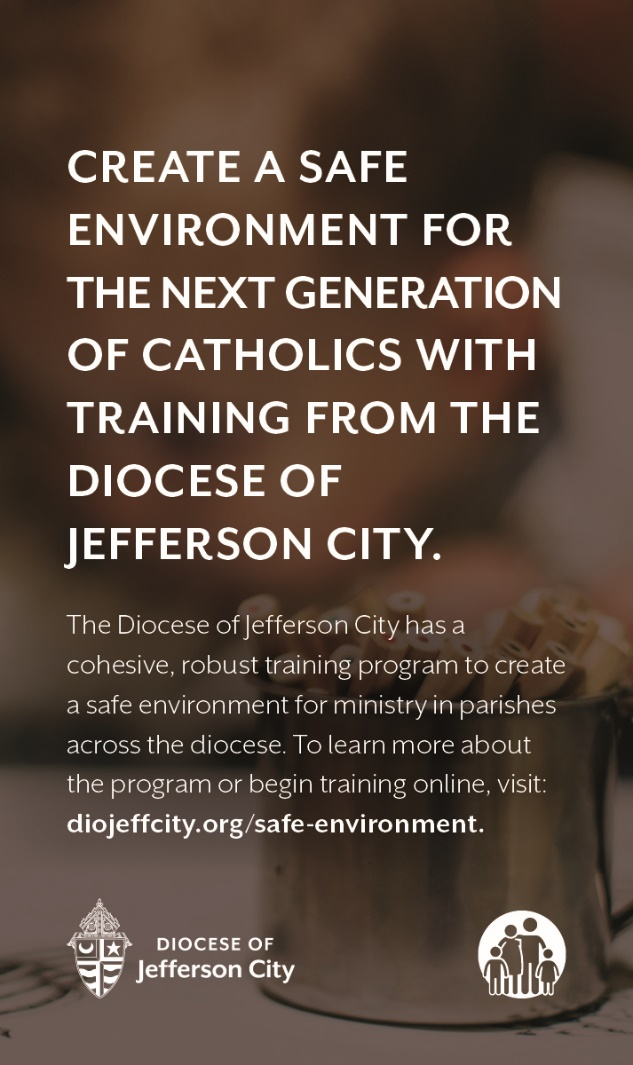 CREATE A SAFE
ENVIRONMENT FOR
THE NEXT GENERATION
OF CATHOLICS WITH
TRAINING FROM THE
DIOCESE OF
JEFFERSON CITY.
The Diocese of Jefferson City has a
cohesive, robust training program to create
a safe environment for ministry in parishes
across the diocese. To learn more about
the program or begin training online, visit:
diojeffcity.org/safe-environment.
DIOCESE OF
Jefferson City